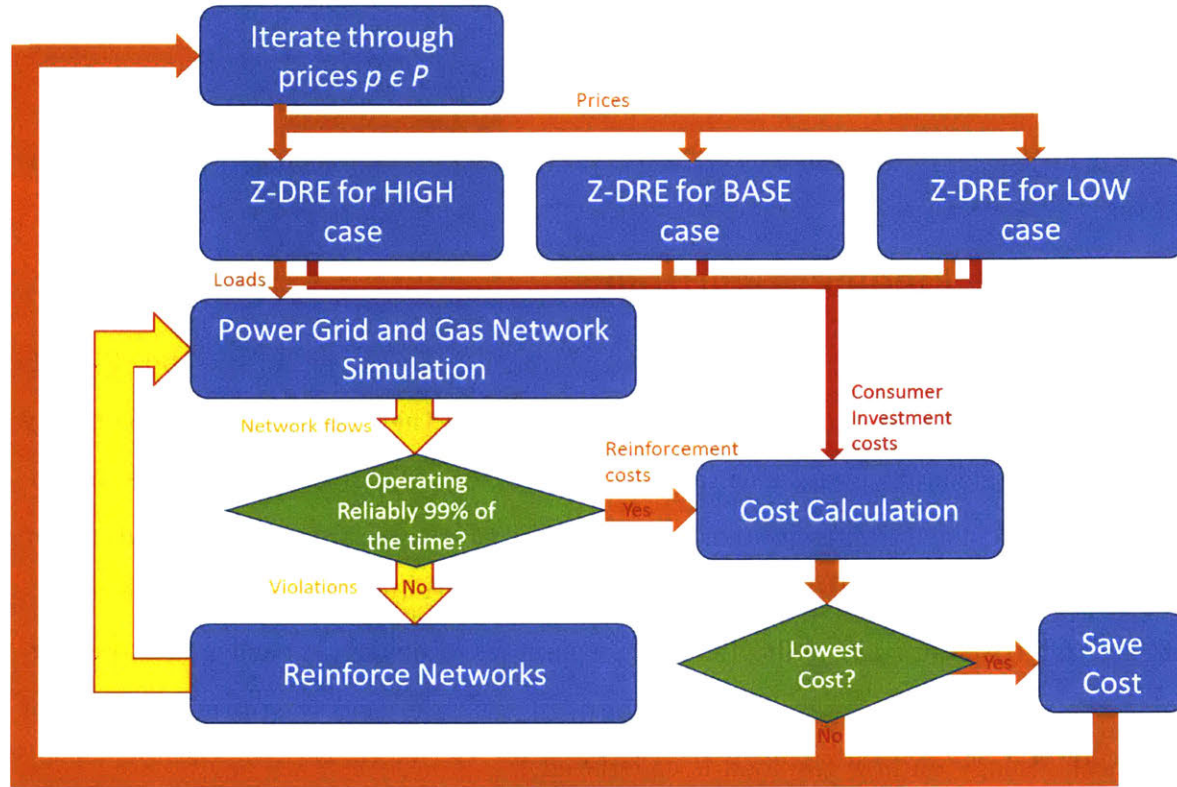 Iterate through
prices p ϵ P
Prices
Z-DRE for HIGH
case
Z-DRE for BASE
case
Z-DRE for LOW
case
Loads
Power Grid and Gas Network
Simulation
Consumer
Investment
costs
Network flows
Reinforcement
costs
Operating
Reliably 99% of
the time?
Yes
Cost Calculation
Violations
No
Reinforce Networks
Lowest
Cost?
Yes
Save
Cost
No